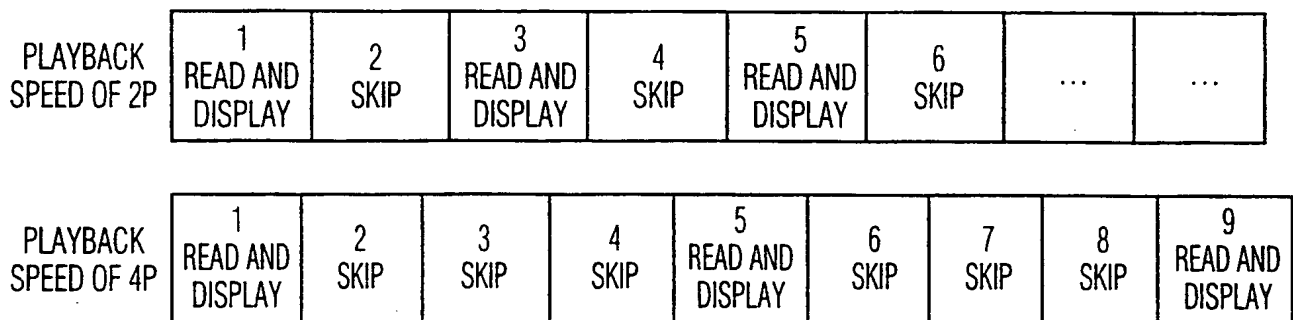 PLAYBACK
SPEED OF 2P
1
READ AND
DISPLAY
2
SKIP
3
READ AND
DISPLAY
4
SKIP
5
READ AND
DISPLAY
6
SKIP
...
...
PLAYBACK
SPEED OF 4P
1
READ AND
DISPLAY
2
SKIP
3
SKIP
4
SKIP
5
READ AND
DISPLAY
6
SKIP
7
SKIP
8
SKIP
9
READ AND
DISPLAY